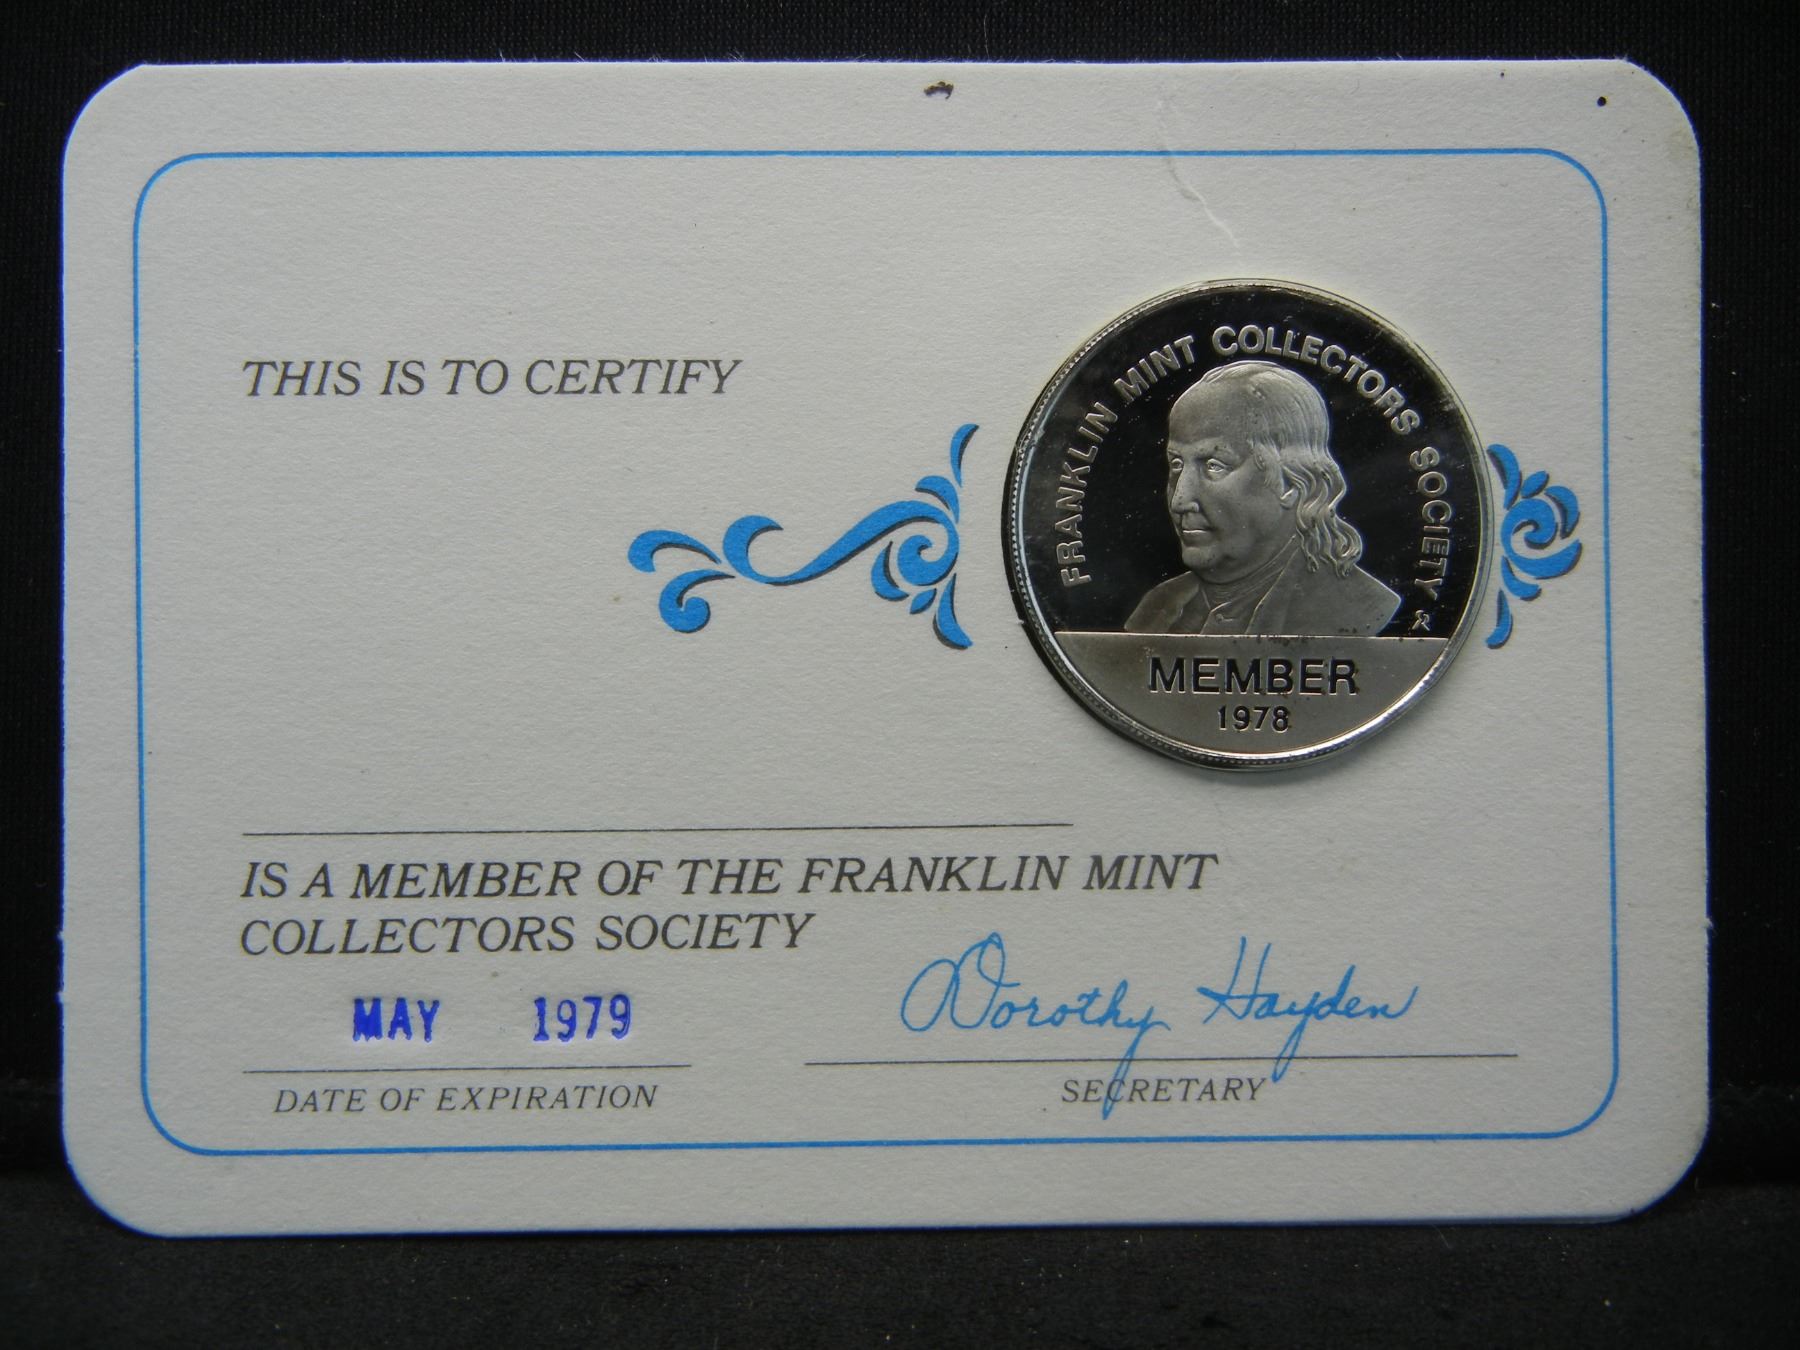 THIS IS TO CERTIFY
FRANKLIN MINT COLLECTORS SOCIETY
MEMBER
1978
IS A MEMBER OF THE FRANKLIN MINT
COLLECTORS SOCIETY
MAY 1979
Dorothy Hayden
DATE OF EXPIRATION
SECRETARY